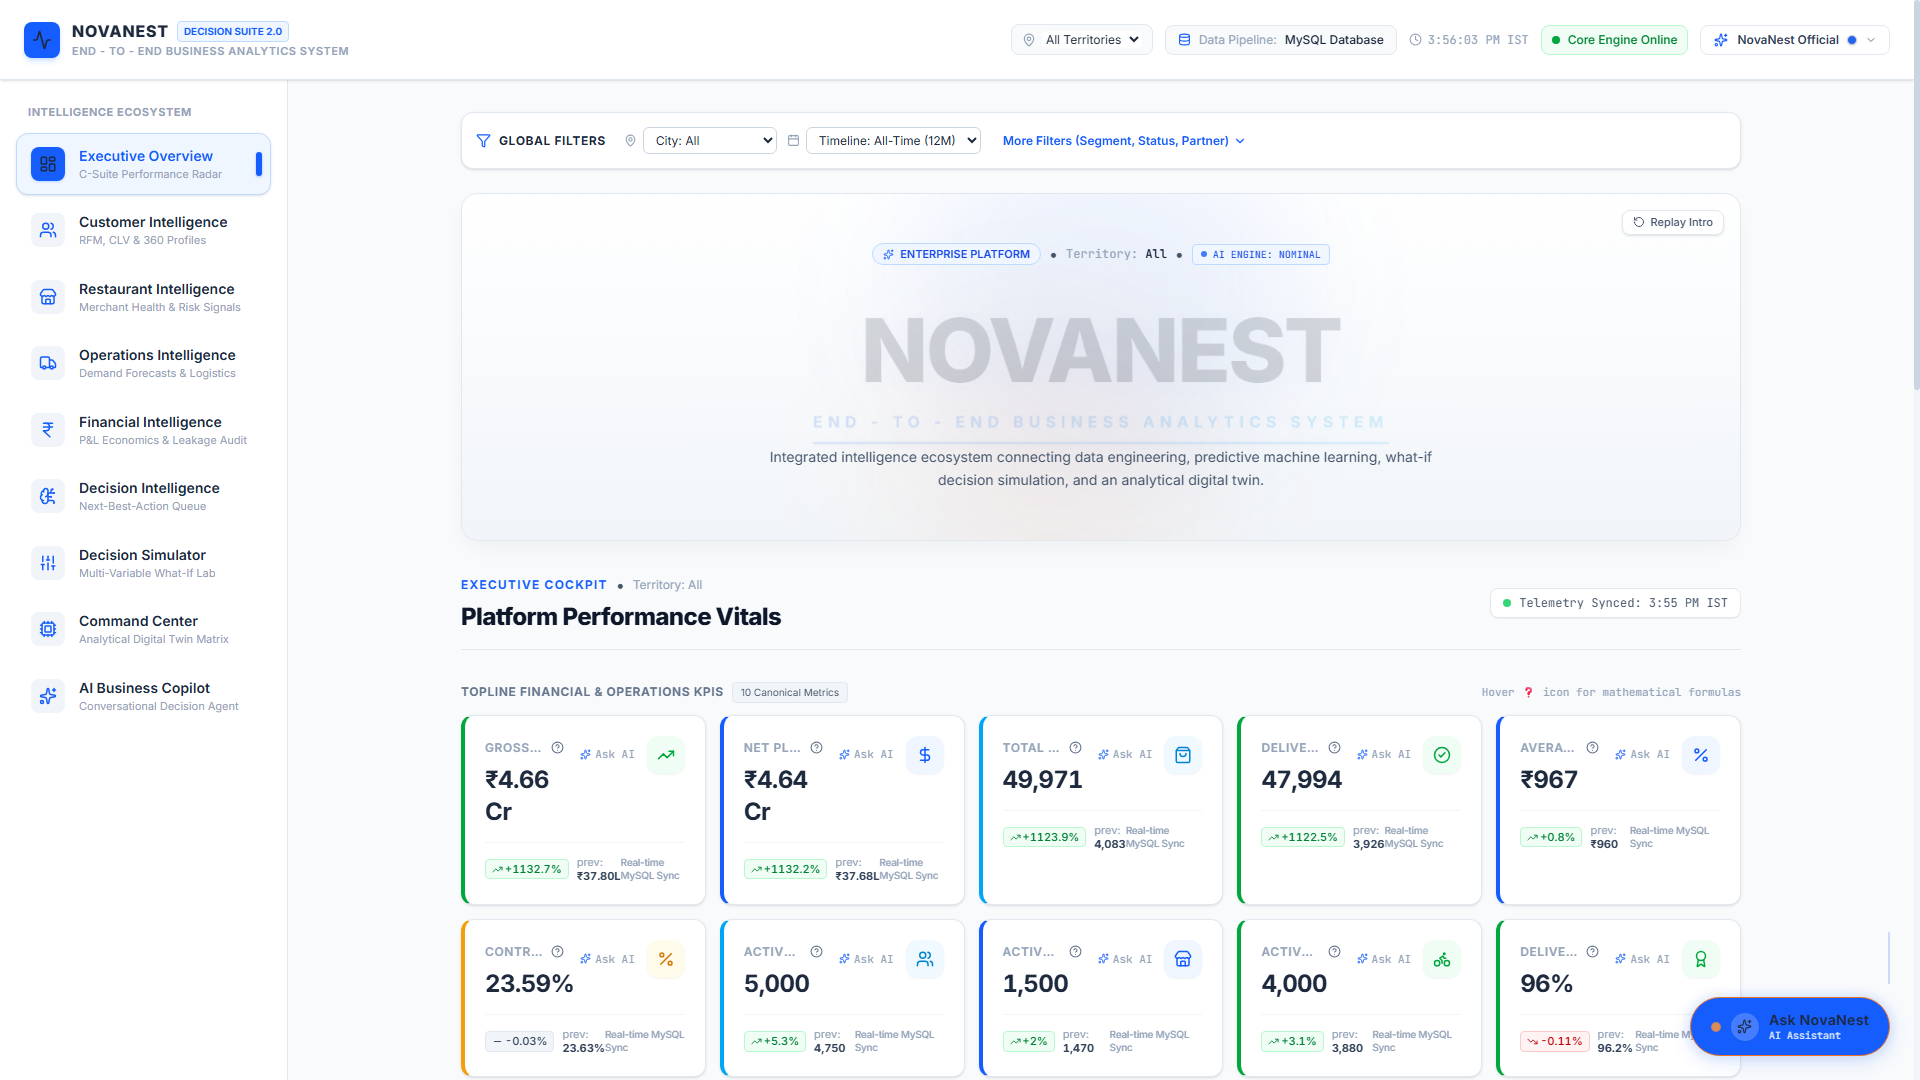 NOVANEST DECISION SUITE 2.0
END - TO - END BUSINESS ANALYTICS SYSTEM
All Territories
Data Pipeline: MySQL Database
3:56:03 PM IST
Core Engine Online
NovaNest Official
INTELLIGENCE ECOSYSTEM
Executive Overview
C-Suite Performance Radar
Customer Intelligence
RFM, CLV & 360 Profiles
Restaurant Intelligence
Merchant Health & Risk Signals
Operations Intelligence
Demand Forecasts & Logistics
Financial Intelligence
P&L Economics & Leakage Audit
Decision Intelligence
Next-Best-Action Queue
Decision Simulator
Multi-Variable What-If Lab
Command Center
Analytical Digital Twin Matrix
AI Business Copilot
Conversational Decision Agent
GLOBAL FILTERS
City: All
Timeline: All-Time (12M)
More Filters (Segment, Status, Partner)
Replay Intro
ENTERPRISE PLATFORM • Territory: All • AI ENGINE: NOMINAL
NOVANEST
END - TO - END BUSINESS ANALYTICS SYSTEM
Integrated intelligence ecosystem connecting data engineering, predictive machine learning, what-if
decision simulation, and an analytical digital twin.
EXECUTIVE COCKPIT • Territory: All
Platform Performance Vitals
Telemetry Synced: 3:55 PM IST
TOPLINE FINANCIAL & OPERATIONS KPIS 10 Canonical Metrics
Hover ❓ icon for mathematical formulas
GROSS... Ask AI
₹4.66
Cr
+1132.7% prev: ₹37.80L Real-time MySQL Sync
NET PL... Ask AI
₹4.64
Cr
+1132.2% prev: ₹37.68L Real-time MySQL Sync
TOTAL ... Ask AI
49,971
+1123.9% prev: 4,083 Real-time MySQL Sync
DELIVE... Ask AI
47,994
+1122.5% prev: 3,926 Real-time MySQL Sync
AVERA... Ask AI
₹967
+0.8% prev: ₹960 Real-time MySQL Sync
CONTR... Ask AI
23.59%
-0.03% prev: 23.63% Real-time MySQL Sync
ACTIV... Ask AI
5,000
+5.3% prev: 4,750 Real-time MySQL Sync
ACTIV... Ask AI
1,500
+2% prev: 1,470 Real-time MySQL Sync
ACTIV... Ask AI
4,000
+3.1% prev: 3,880 Real-time MySQL Sync
DELIVE... Ask AI
96%
-0.11% prev: 96.2% Real-time M Sync
Ask NovaNest
AI Assistant